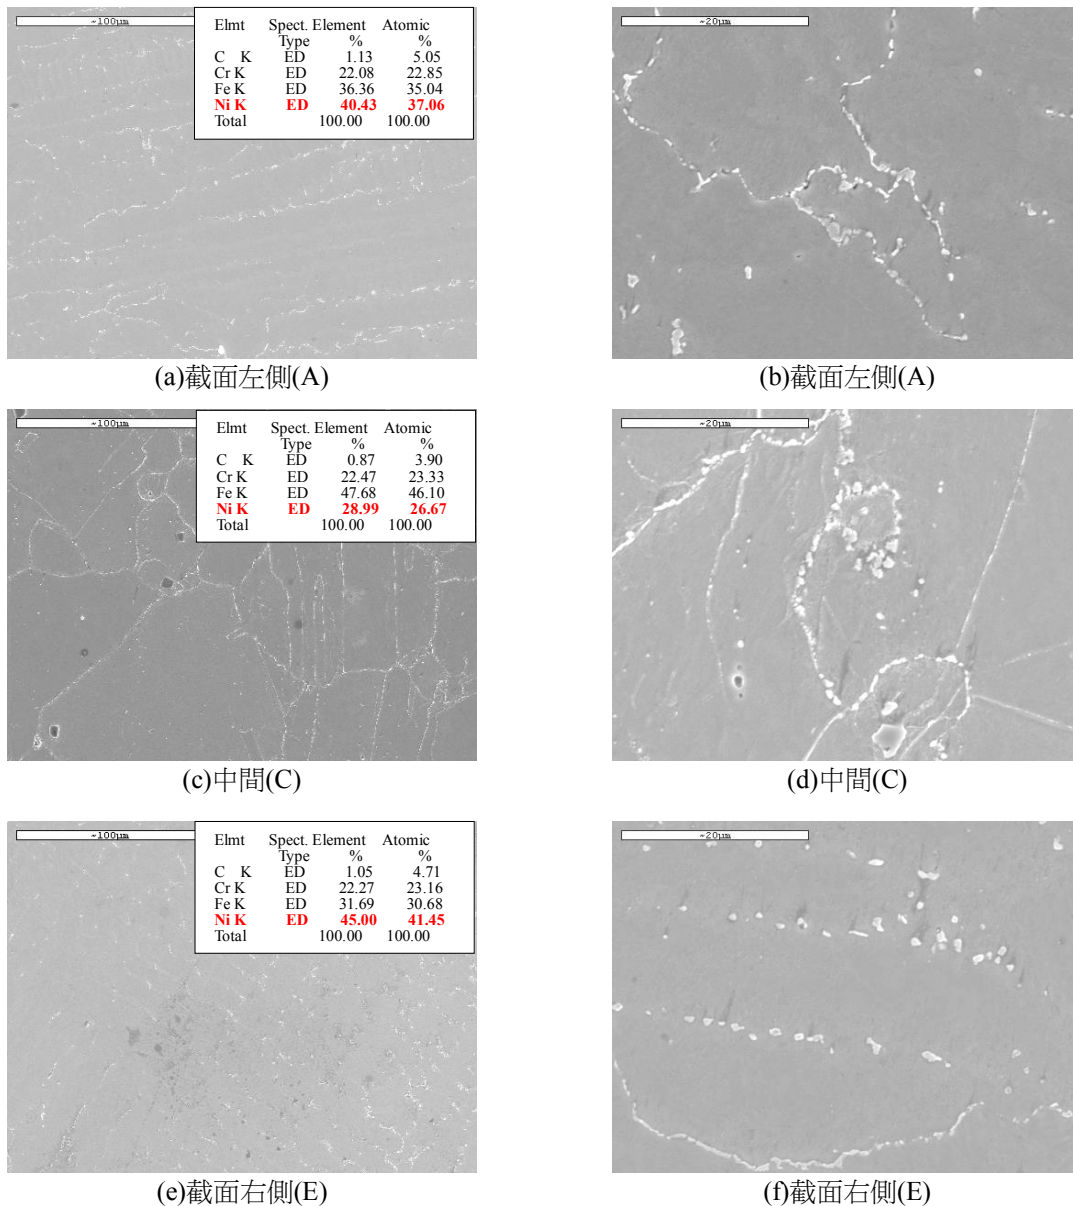 ~100µm
Elmt Spect. Element Atomic
Type % %
C K ED 1.13 5.05
Cr K ED 22.08 22.85
Fe K ED 36.36 35.04
Ni K ED 40.43 37.06
Total 100.00 100.00
~20µm
(a)截面左側(A)
(b)截面左側(A)
~100µm
Elmt Spect. Element Atomic
Type % %
C K ED 0.87 3.90
Cr K ED 22.47 23.33
Fe K ED 47.68 46.10
Ni K ED 28.99 26.67
Total 100.00 100.00
~20µm
(c)中間(C)
(d)中間(C)
~100µm
Elmt Spect. Element Atomic
Type % %
C K ED 1.05 4.71
Cr K ED 22.27 23.16
Fe K ED 31.69 30.68
Ni K ED 45.00 41.45
Total 100.00 100.00
~20µm
(e)截面右側(E)
(f)截面右側(E)